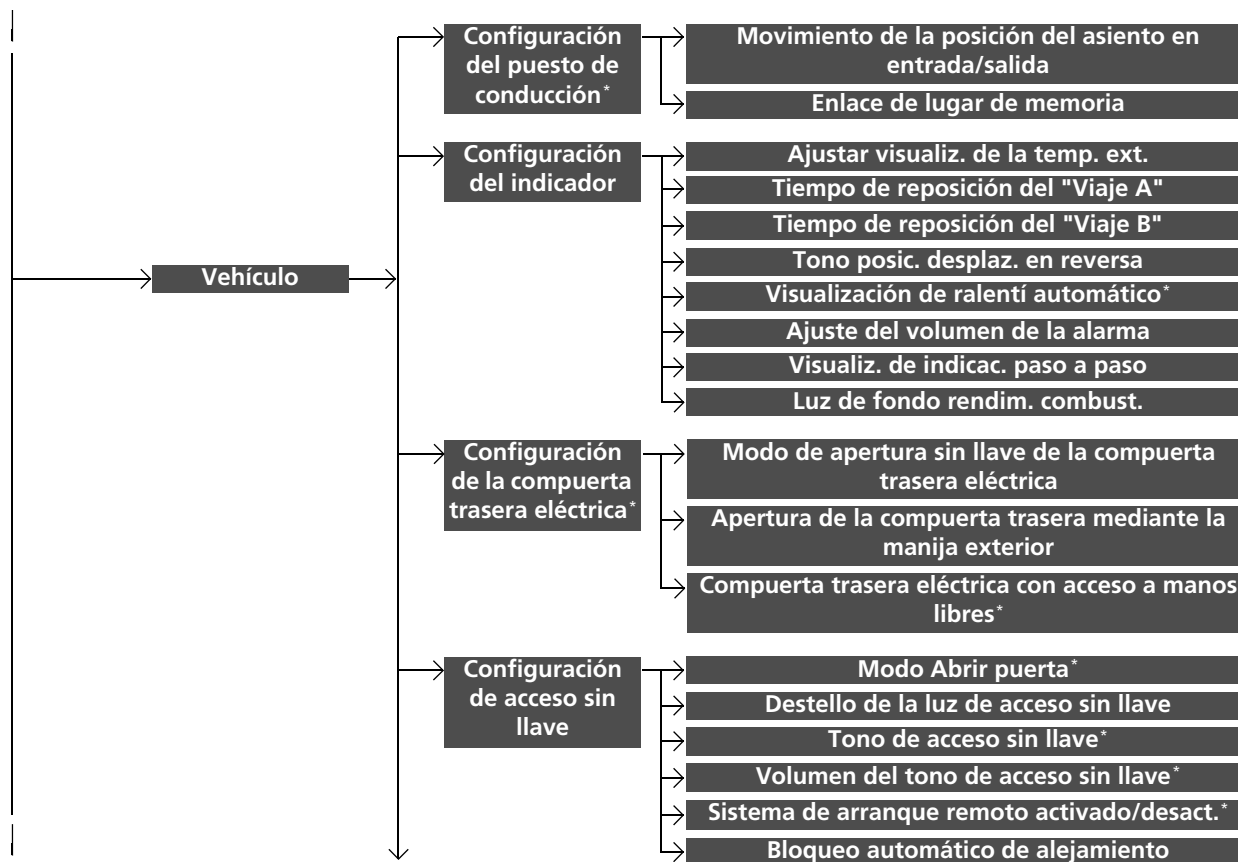 Vehículo
Configuración
del puesto de
conducción*
Movimiento de la posición del asiento en
entrada/salida
Enlace de lugar de memoria
Configuración
del indicador
Ajustar visualiz. de la temp. ext.
Tiempo de reposición del "Viaje A"
Tiempo de reposición del "Viaje B"
Tono posic. desplaz. en reversa
Visualización de ralentí automático*
Ajuste del volumen de la alarma
Visualiz. de indicac. paso a paso
Luz de fondo rendim. combust.
Configuración
de la compuerta
trasera eléctrica*
Modo de apertura sin llave de la compuerta
trasera eléctrica
Apertura de la compuerta trasera mediante la
manija exterior
Compuerta trasera eléctrica con acceso a manos
libres*
Configuración
de acceso sin
llave
Modo Abrir puerta*
Destello de la luz de acceso sin llave
Tono de acceso sin llave*
Volumen del tono de acceso sin llave*
Sistema de arranque remoto activado/desact.*
Bloqueo automático de alejamiento